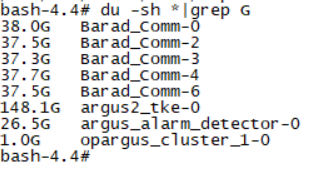 bash-4.4# du -sh *|grep G
38.0G Barad_Comm-0
37.5G Barad_Comm-2
37.3G Barad_Comm-3
37.7G Barad_Comm-4
37.5G Barad_Comm-6
148.1G argus2_tke-0
26.5G argus_alarm_detector-0
1.0G opargus_cluster_1-0
bash-4.4#